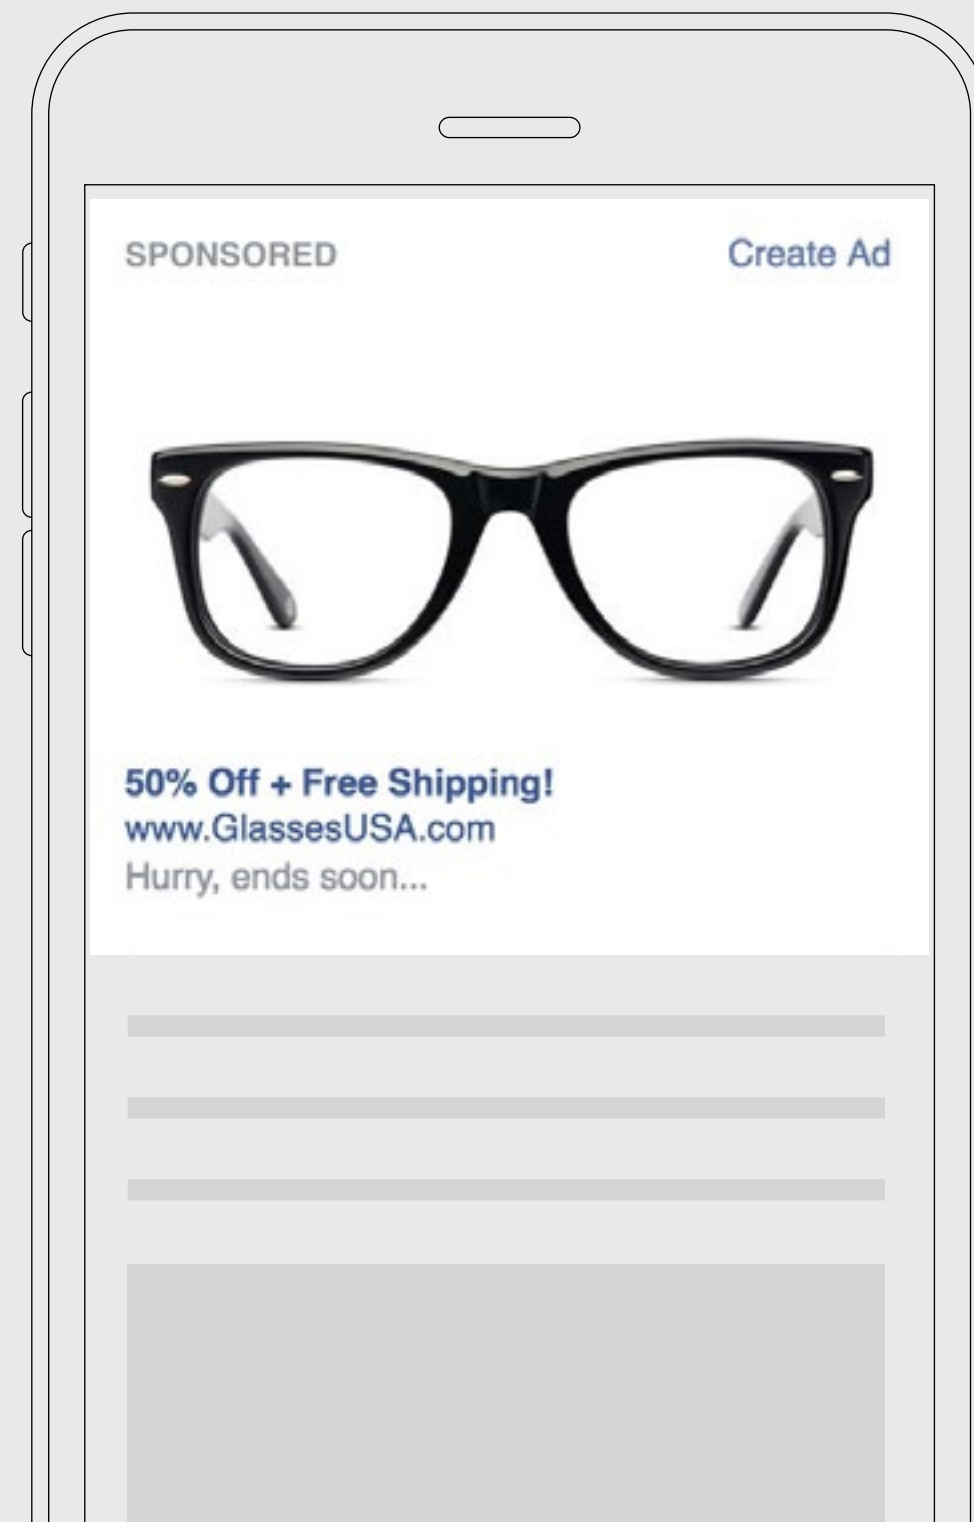 SPONSORED
Create Ad
50% Off + Free Shipping!
www.GlassesUSA.com
Hurry, ends soon...